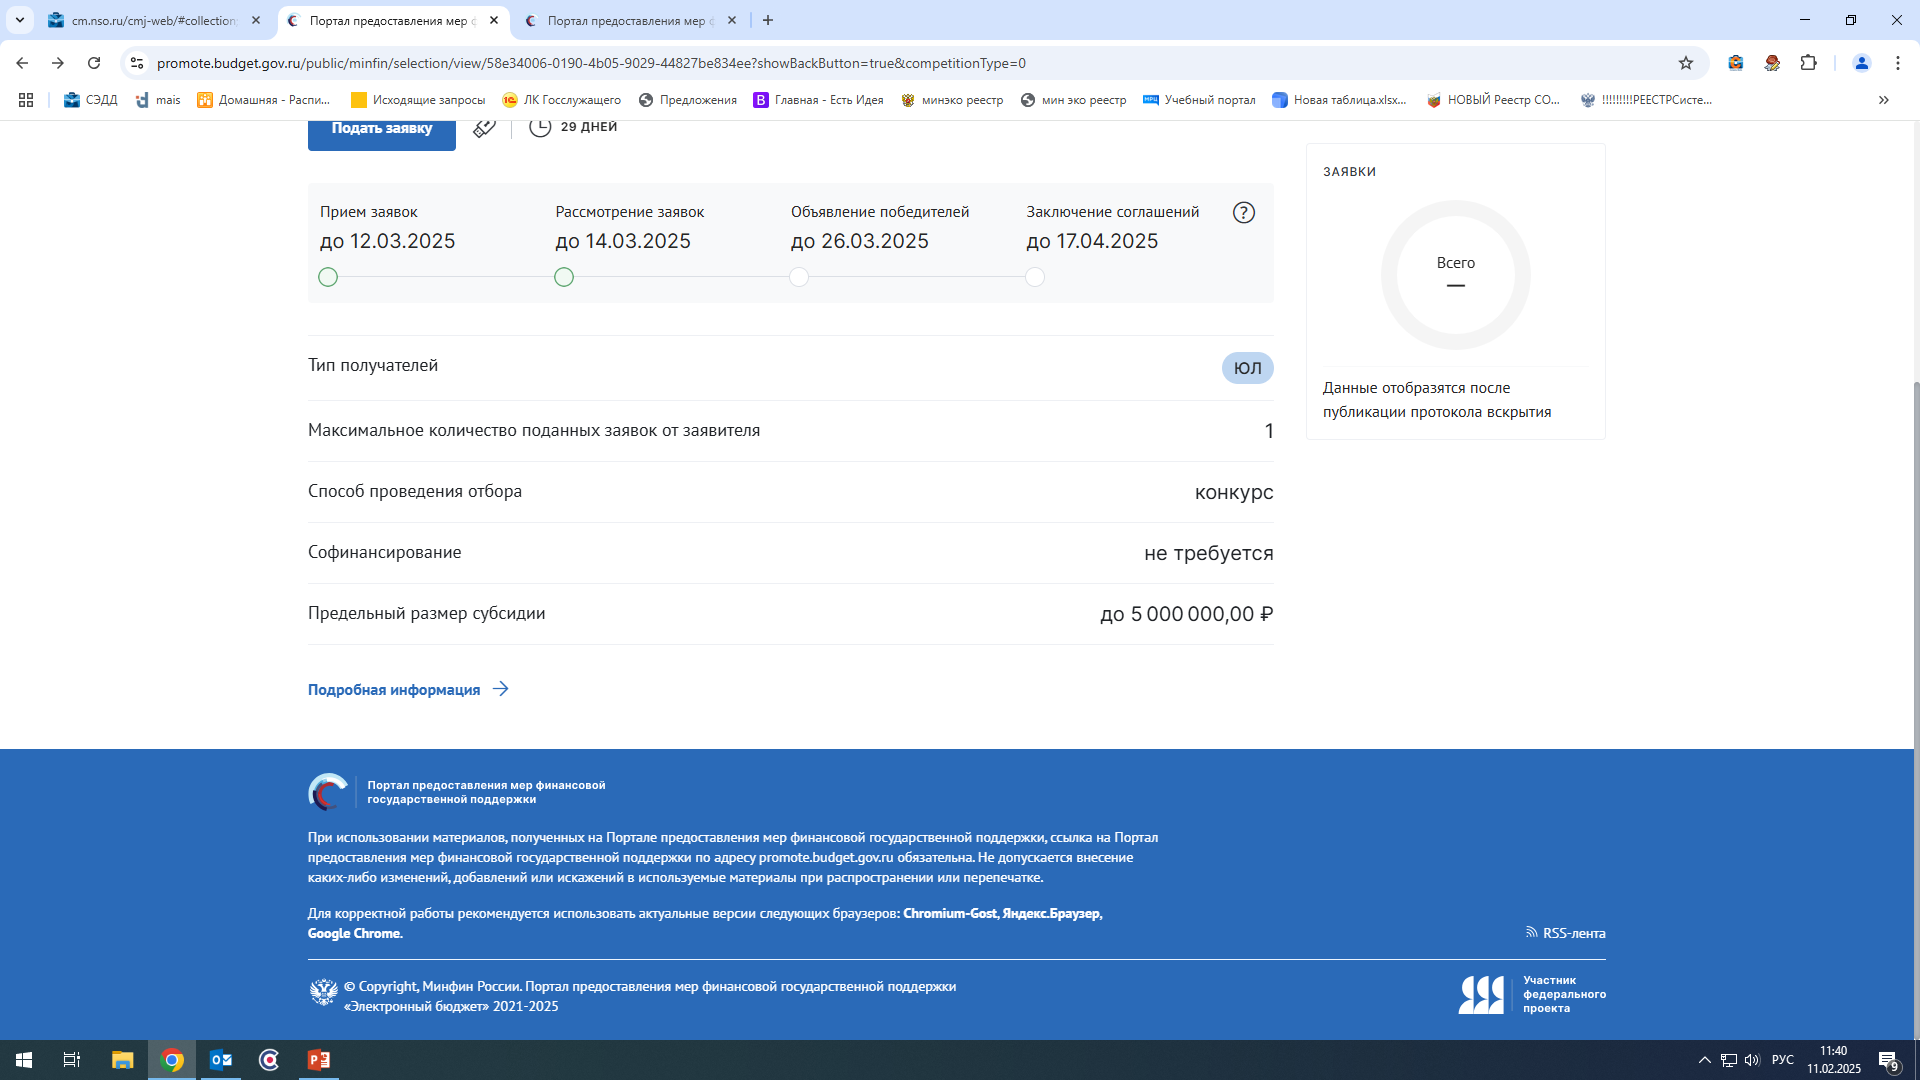 cm.nso.ru/cmj-web/#collection
Портал предоставления мер ф
Портал предоставления мер ф
promote.budget.gov.ru/public/minfin/selection/view/58e34006-0190-4b05-9029-44827be834ee?showBackButton=true&competitionType=0
СЭДД
mais
Домашняя - Распи...
Исходящие запросы
ЛК Госслужащего
Предложения
Главная - Есть Идея
минэко реестр
мин эко реестр
Учебный портал
Новая таблица.xlsx...
НОВЫЙ Реестр СО...
!!!!!!!!!РЕЕСТРСисте...
Подать заявку
29 ДНЕЙ
Прием заявок
до 12.03.2025
Рассмотрение заявок
до 14.03.2025
Объявление победителей
до 26.03.2025
Заключение соглашений
до 17.04.2025
?
Тип получателей
ЮЛ
Максимальное количество поданных заявок от заявителя
1
Способ проведения отбора
конкурс
Софинансирование
не требуется
Предельный размер субсидии
до 5 000 000,00 ₽
Подробная информация
ЗАЯВКИ
Всего
—
Данные отобразятся после
публикации протокола вскрытия
Портал предоставления мер финансовой
государственной поддержки
При использовании материалов, полученных на Портале предоставления мер финансовой государственной поддержки, ссылка на Портал
предоставления мер финансовой государственной поддержки по адресу promote.budget.gov.ru обязательна. Не допускается внесение
каких-либо изменений, добавлений или искажений в используемые материалы при распространении или перепечатке.
Для корректной работы рекомендуется использовать актуальные версии следующих браузеров: Chromium-Gost, Яндекс.Браузер,
Google Chrome.
RSS-лента
© Copyright, Минфин России. Портал предоставления мер финансовой государственной поддержки
«Электронный бюджет» 2021-2025
Участник
федерального
проекта
РУС
11:40
11.02.2025
9